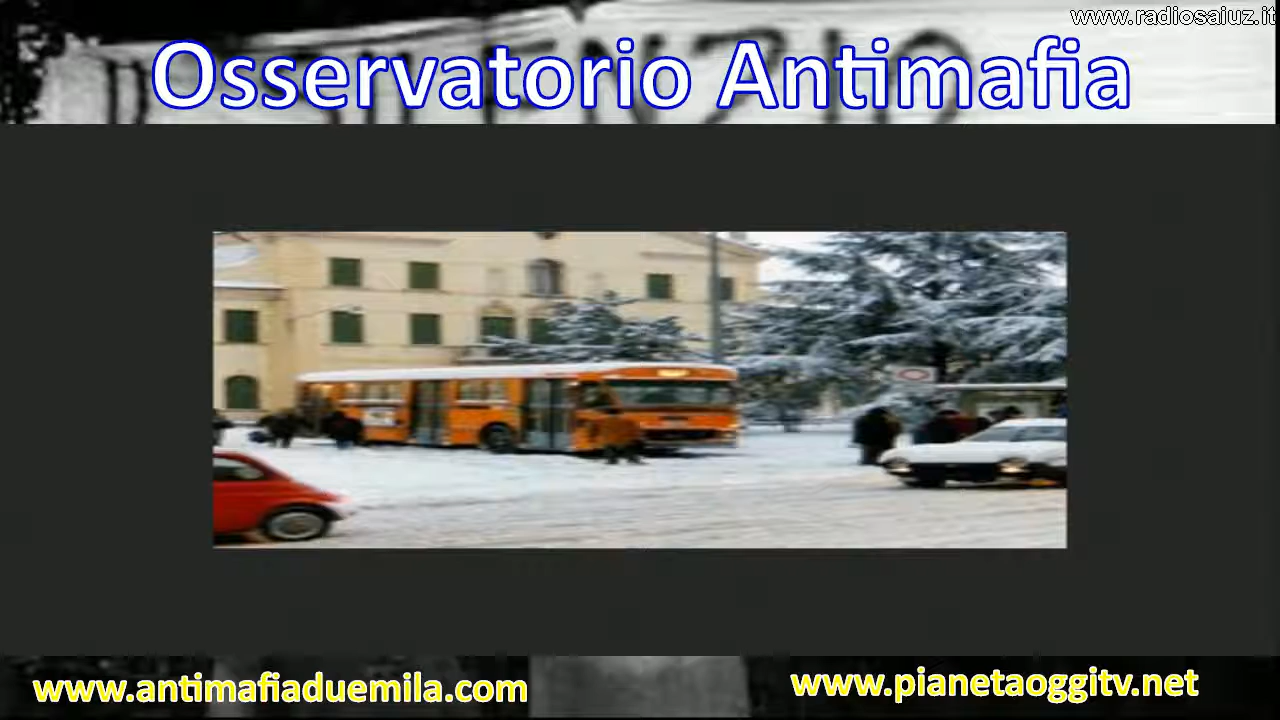 www.radiosaiuz.it
Osservatorio Antimafia
www.antimafiaduemila.com
www.pianetaoggitv.net